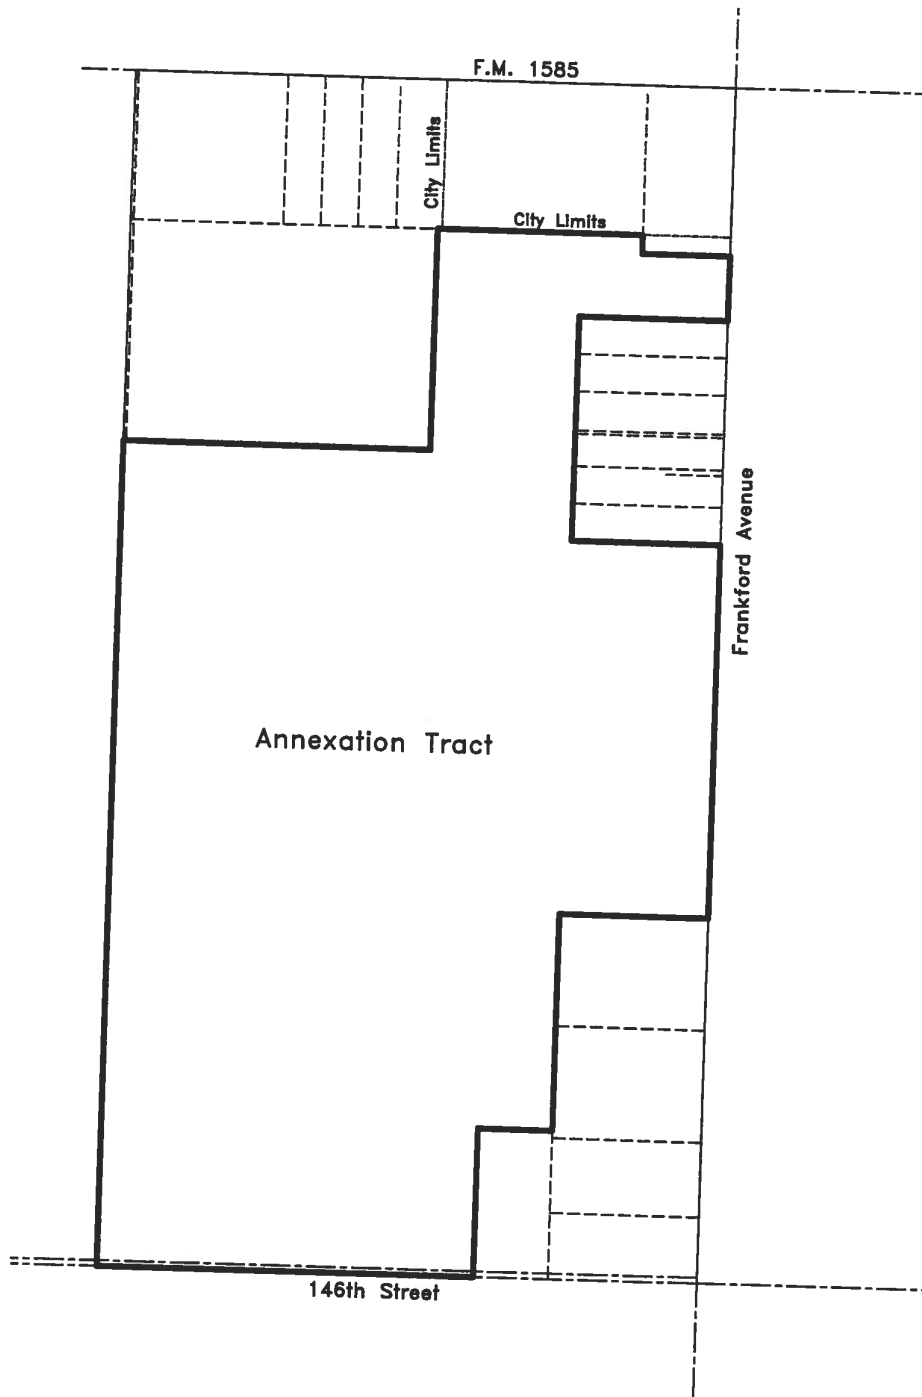 F.M. 1585
City Limits
City Limits
Frankford Avenue
Annexation Tract
146th Street